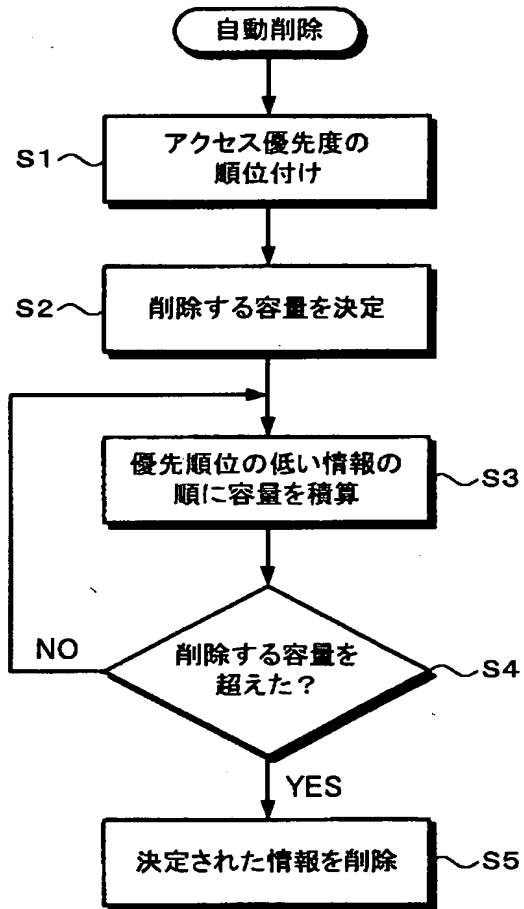 自動削除
S1
アクセス優先度の
順位付け
S2
削除する容量を決定
優先順位の低い情報の
順に容量を積算
S3
NO
削除する容量を
超えた?
S4
YES
決定された情報を削除
S5